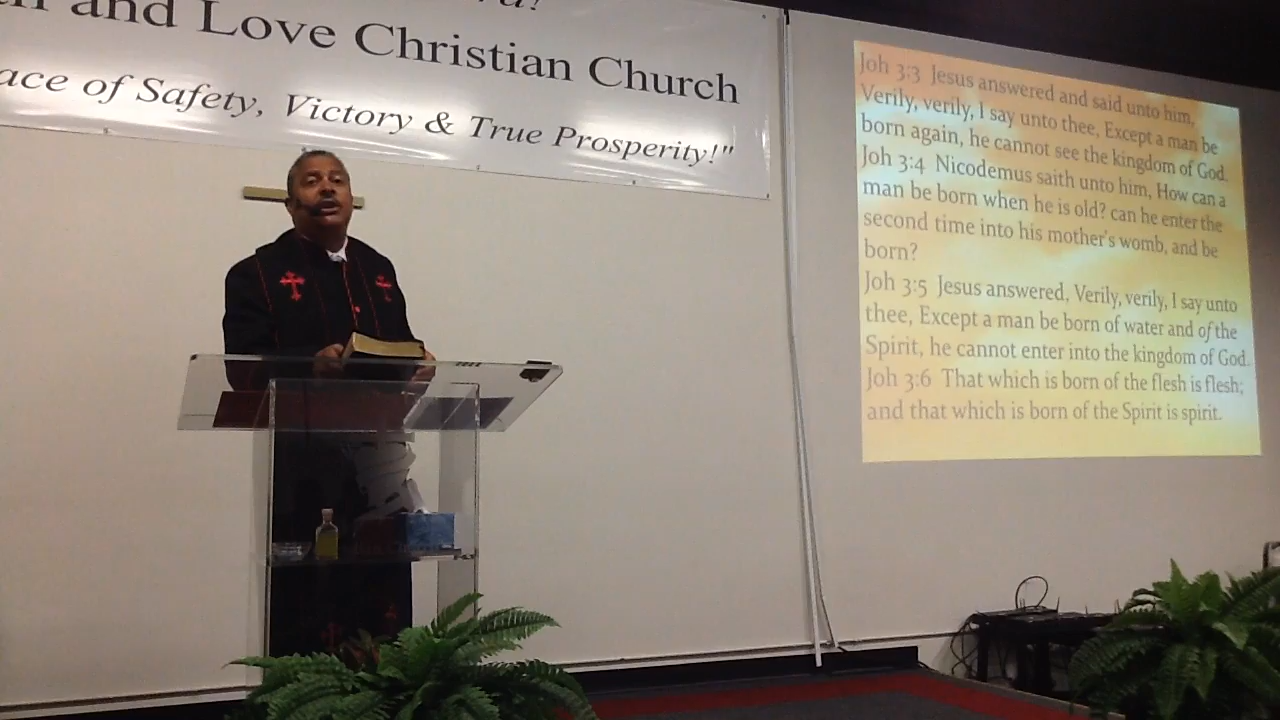 and Love Christian Church
ace of Safety, Victory & True Prosperity!"
Joh 3:3 Jesus answered and said unto him,
Verily, verily, I say unto thee, Except a man be
born again, he cannot see the kingdom of God.
Joh 3:4 Nicodemus saith unto him, How can a
man be born when he is old? can he enter the
second time into his mother's womb, and be
born?
Joh 3:5 Jesus answered, Verily, verily, I say unto
thee, Except a man be born of water and of the
Spirit, he cannot enter into the kingdom of God.
Joh 3:6 That which is born of the flesh is flesh;
and that which is born of the Spirit is spirit.